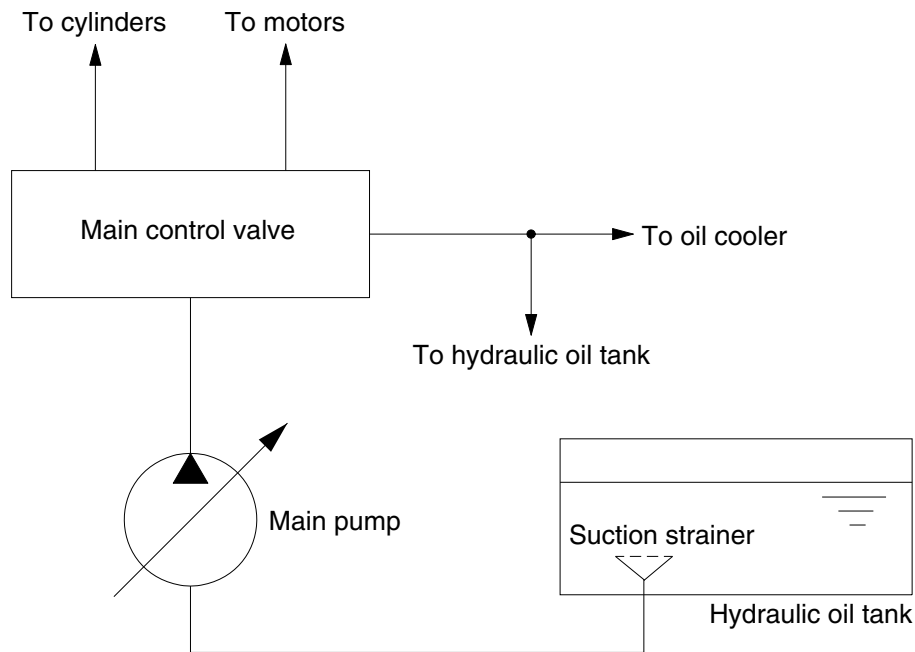 To cylinders
To motors
Main control valve
To oil cooler
To hydraulic oil tank
Main pump
Suction strainer
Hydraulic oil tank